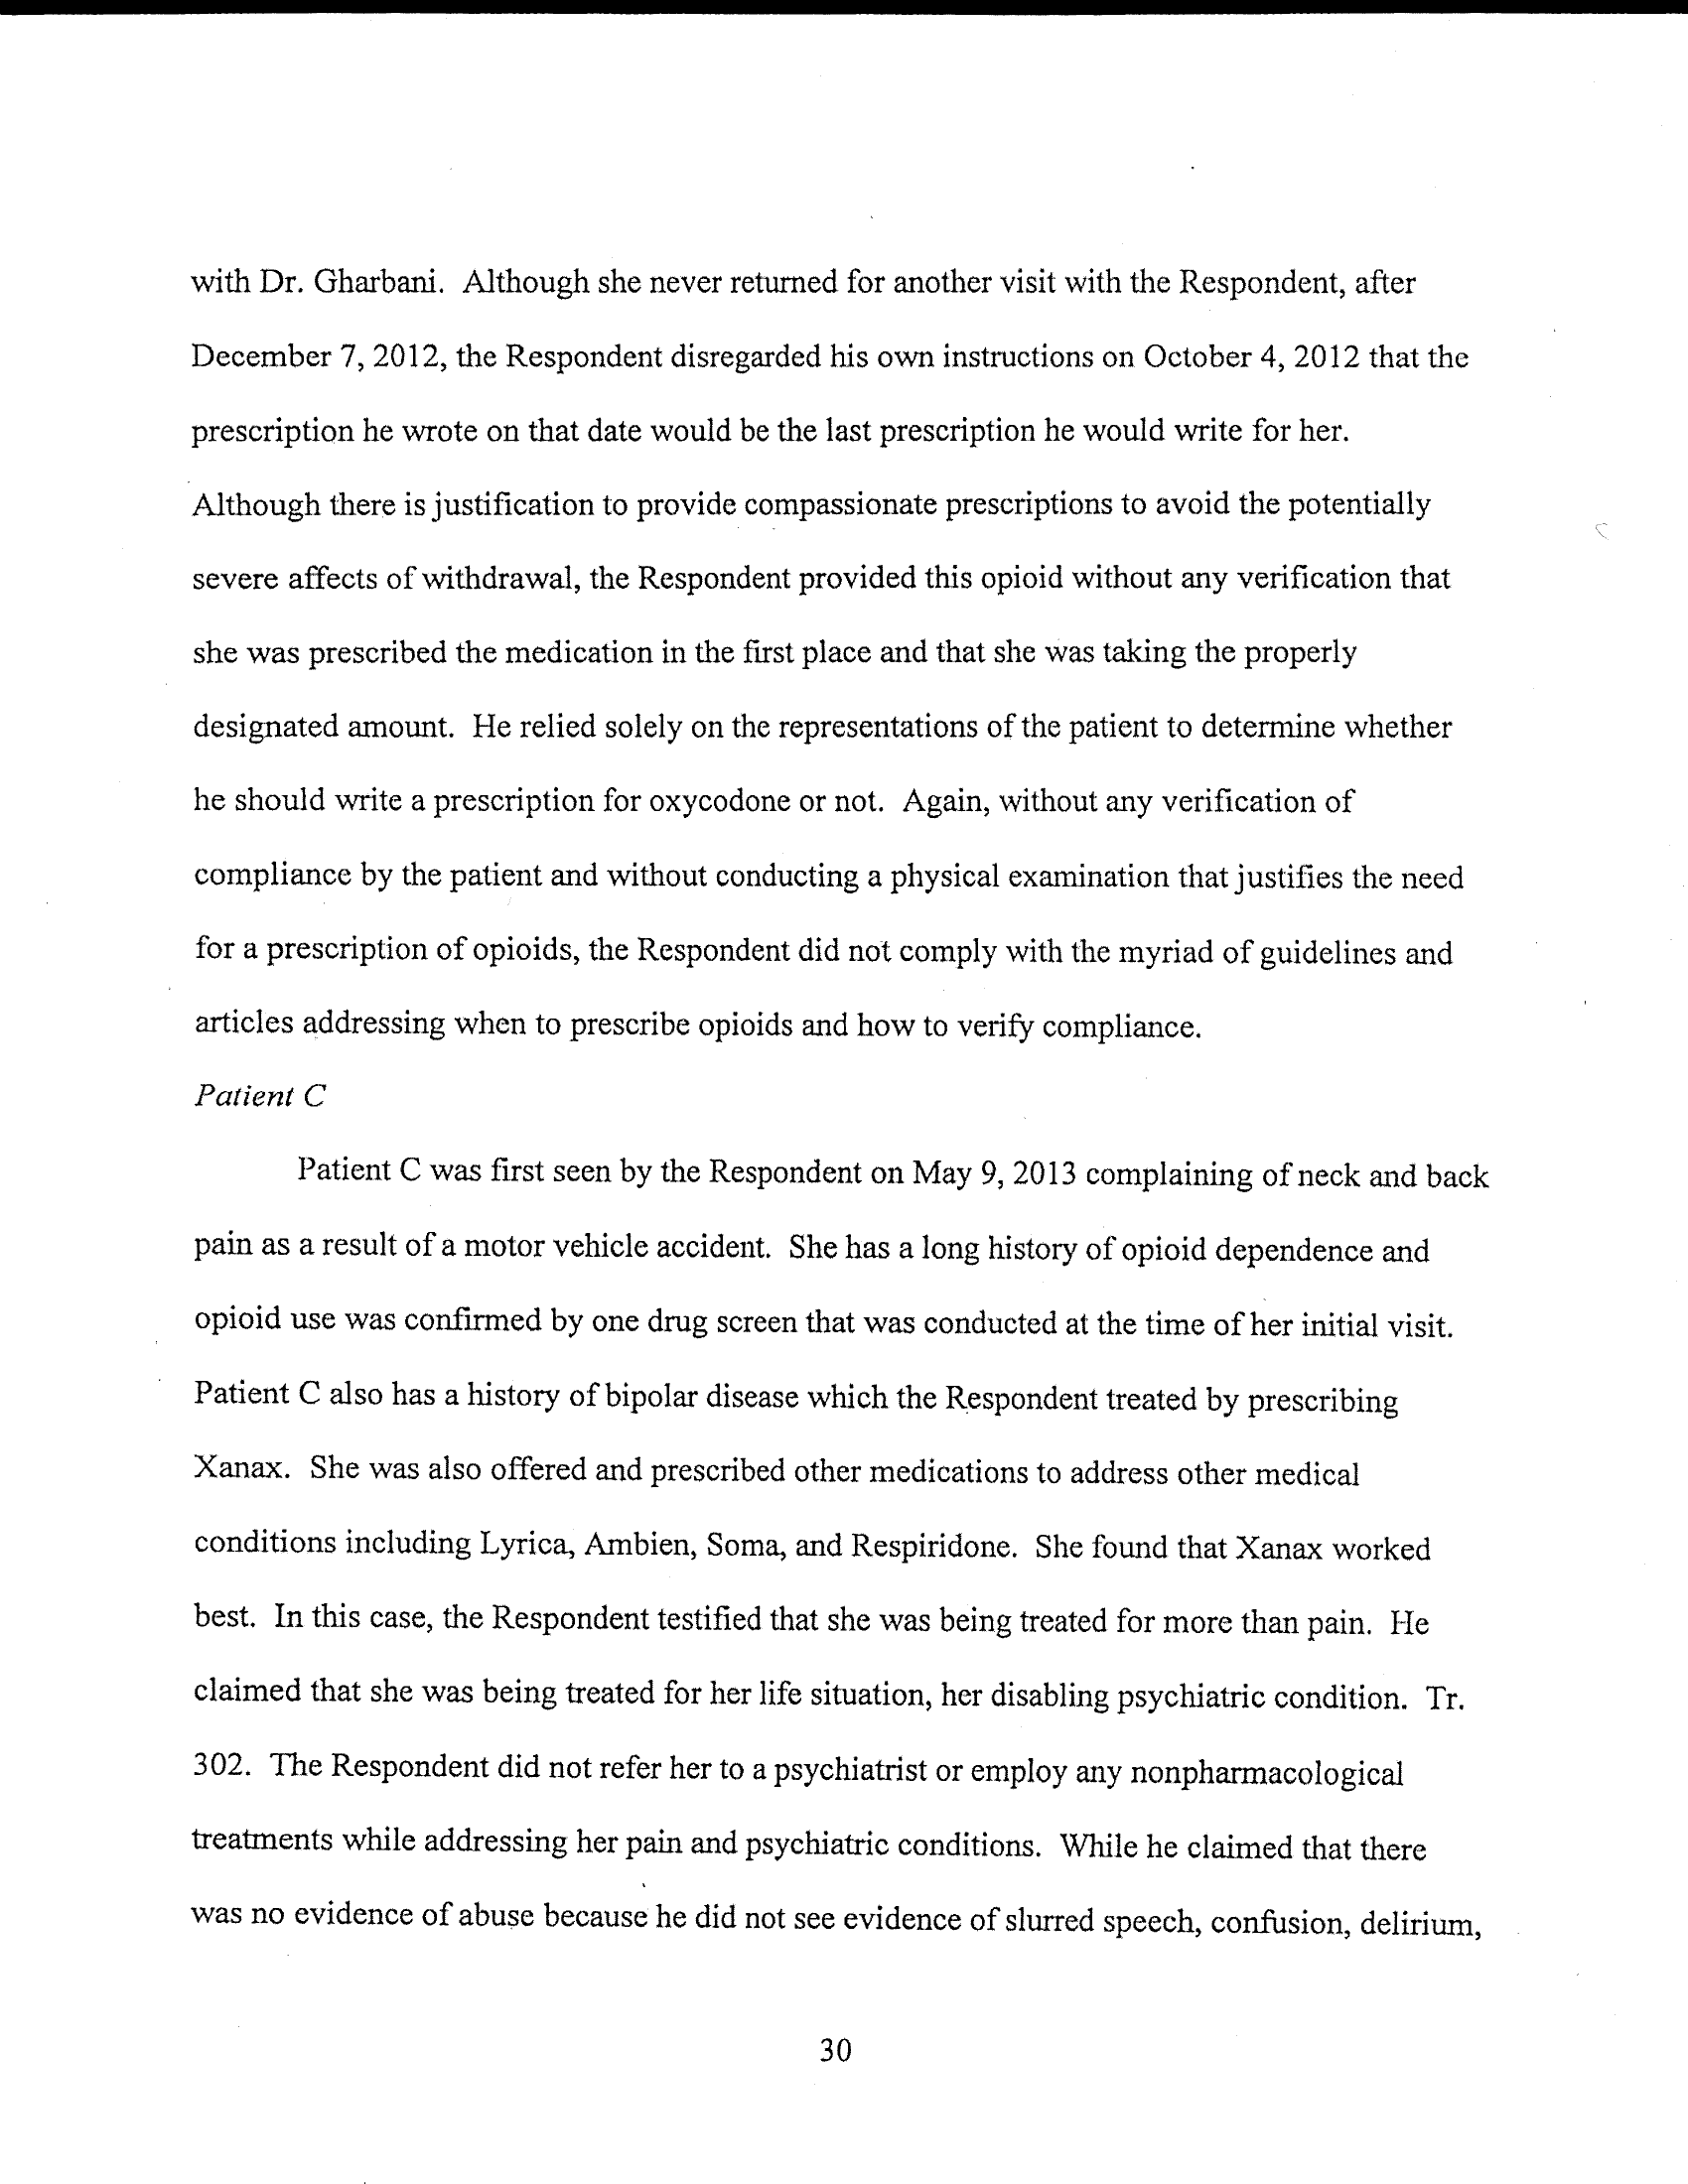 with Dr. Gharbani.  Although she never returned for another visit with the Respondent, after
December 7, 2012, the Respondent disregarded his own instructions on October 4, 2012 that the
prescription he wrote on that date would be the last prescription he would write for her.
Although there is justification to provide compassionate prescriptions to avoid the potentially
severe affects of withdrawal, the Respondent provided this opioid without any verification that
she was prescribed the medication in the first place and that she was taking the properly
designated amount.  He relied solely on the representations of the patient to determine whether
he should write a prescription for oxycodone or not.  Again, without any verification of
compliance by the patient and without conducting a physical examination that justifies the need
for a prescription of opioids, the Respondent did not comply with the myriad of guidelines and
articles addressing when to prescribe opioids and how to verify compliance.
Patient C
Patient C was first seen by the Respondent on May 9, 2013 complaining of neck and back
pain as a result of a motor vehicle accident.  She has a long history of opioid dependence and
opioid use was confirmed by one drug screen that was conducted at the time of her initial visit.
Patient C also has a history of bipolar disease which the Respondent treated by prescribing
Xanax.  She was also offered and prescribed other medications to address other medical
conditions including Lyrica, Ambien, Soma, and Respiridone.  She found that Xanax worked
best.  In this case, the Respondent testified that she was being treated for more than pain.  He
claimed that she was being treated for her life situation, her disabling psychiatric condition.  Tr.
302.  The Respondent did not refer her to a psychiatrist or employ any nonpharmacological
treatments while addressing her pain and psychiatric conditions.  While he claimed that there
was no evidence of abuse because he did not see evidence of slurred speech, confusion, delirium,
30